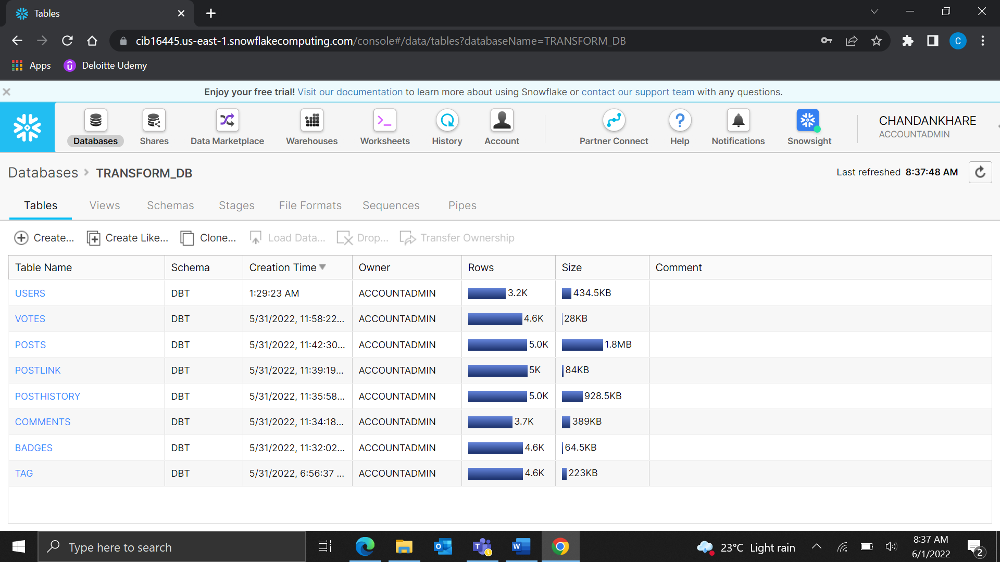 Tables
cib16445.us-east-1.snowflakecomputing.com/console#/data/tables?databaseName=TRANSFORM_DB
C
Apps Deloitte Udemy
Enjoy your free trial! Visit our documentation to learn more about using Snowflake or contact our support team with any questions.
Databases Shares Data Marketplace Warehouses Worksheets History Account Partner Connect Help Notifications Snowsight
CHANDANKHARE
ACCOUNTADMIN
Databases > TRANSFORM_DB
Last refreshed 8:37:48 AM
Tables Views Schemas Stages File Formats Sequences Pipes
Create... Create Like... Clone... Load Data... Drop... Transfer Ownership
Table Name Schema Creation Time Owner Rows Size Comment
USERS DBT 1:29:23 AM ACCOUNTADMIN 3.2K 434.5KB
VOTES DBT 5/31/2022, 11:58:22... ACCOUNTADMIN 4.6K 28KB
POSTS DBT 5/31/2022, 11:42:30... ACCOUNTADMIN 5.0K 1.8MB
POSTLINK DBT 5/31/2022, 11:39:19... ACCOUNTADMIN 5K 84KB
POSTHISTORY DBT 5/31/2022, 11:35:58... ACCOUNTADMIN 5.0K 928.5KB
COMMENTS DBT 5/31/2022, 11:34:18... ACCOUNTADMIN 3.7K 389KB
BADGES DBT 5/31/2022, 11:32:02... ACCOUNTADMIN 4.6K 64.5KB
TAG DBT 5/31/2022, 6:56:37 ... ACCOUNTADMIN 4.6K 223KB
Type here to search
23°C Light rain
8:37 AM
6/1/2022
2